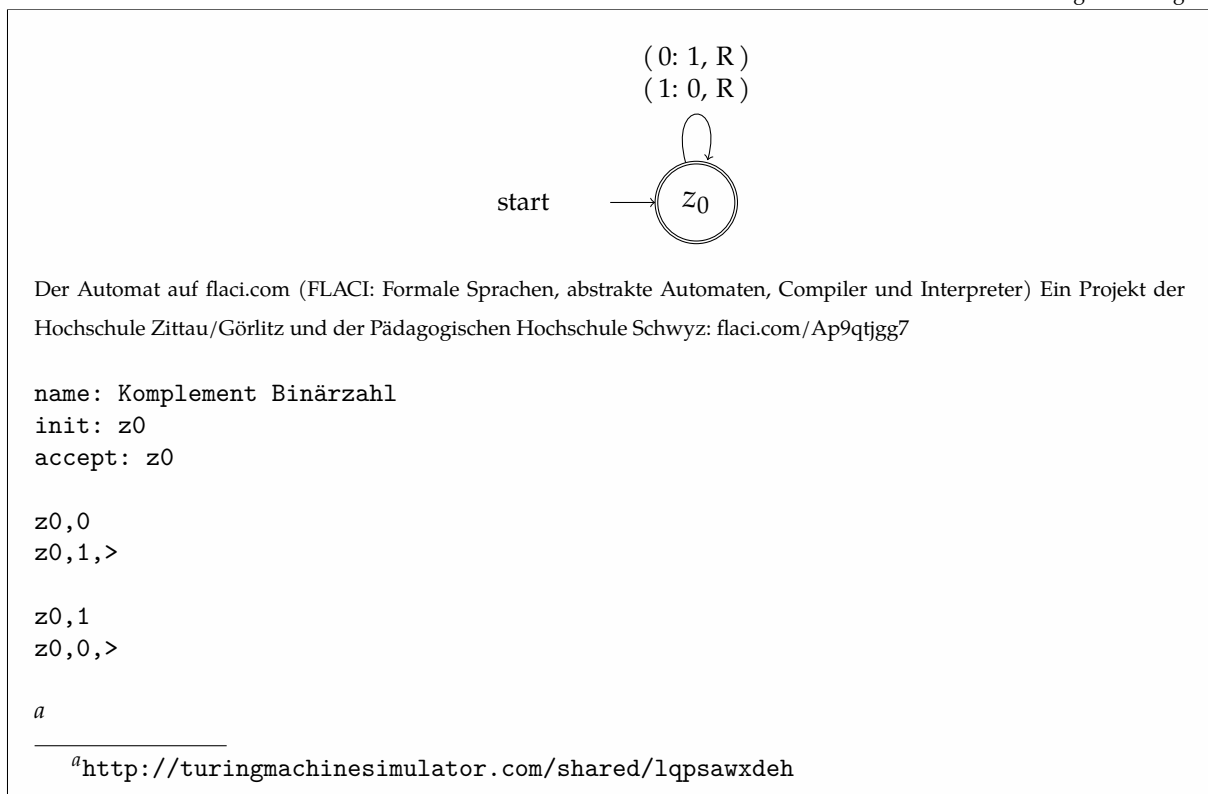 ( 0: 1, R )
( 1: 0, R )
start
z0
Der Automat auf flaci.com (FLACI: Formale Sprachen, abstrakte Automaten, Compiler und Interpreter) Ein Projekt der
Hochschule Zittau/Görlitz und der Pädagogischen Hochschule Schwyz: flaci.com/Ap9qtjgg7
name: Komplement Binärzahl
init: z0
accept: z0
z0,0
z0,1,>
z0,1
z0,0,>
a
ahttp://turingmachinesimulator.com/shared/lqpsawxdeh